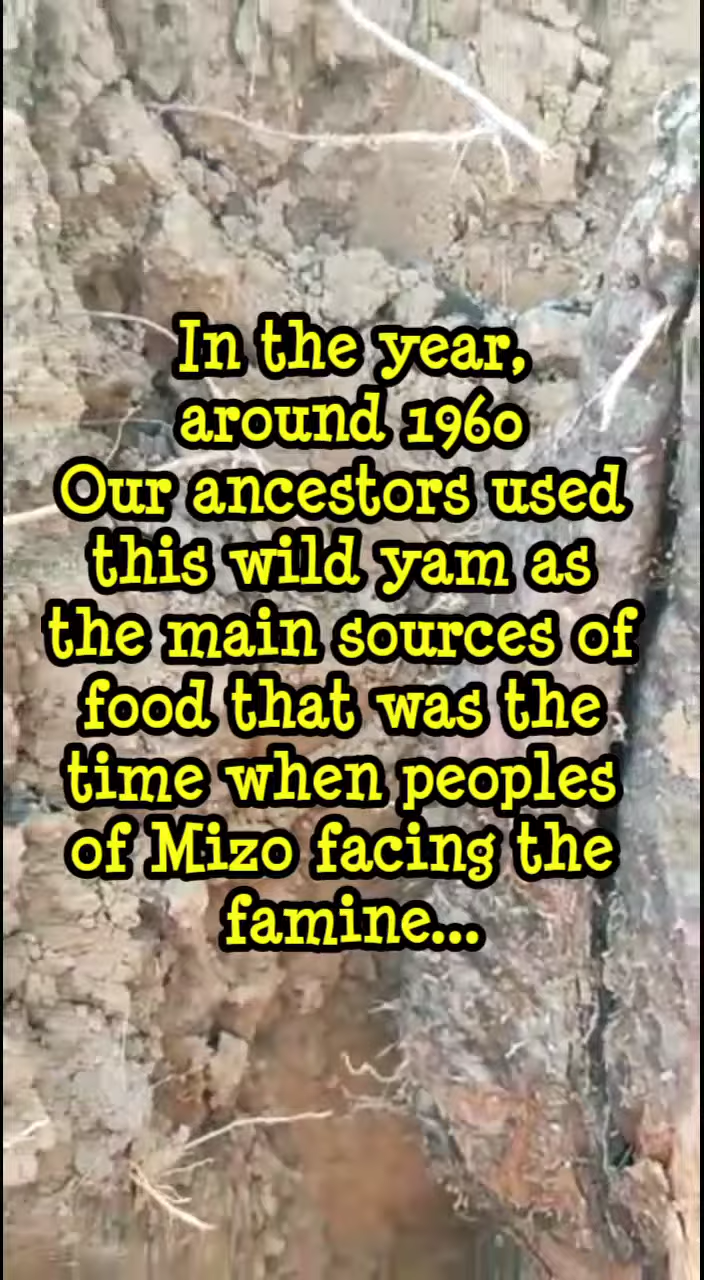 In the year,
around 1960
Our ancestors used
this wild yam as
the main sources of
food that was the
time when peoples
of Mizo facing the
famine...